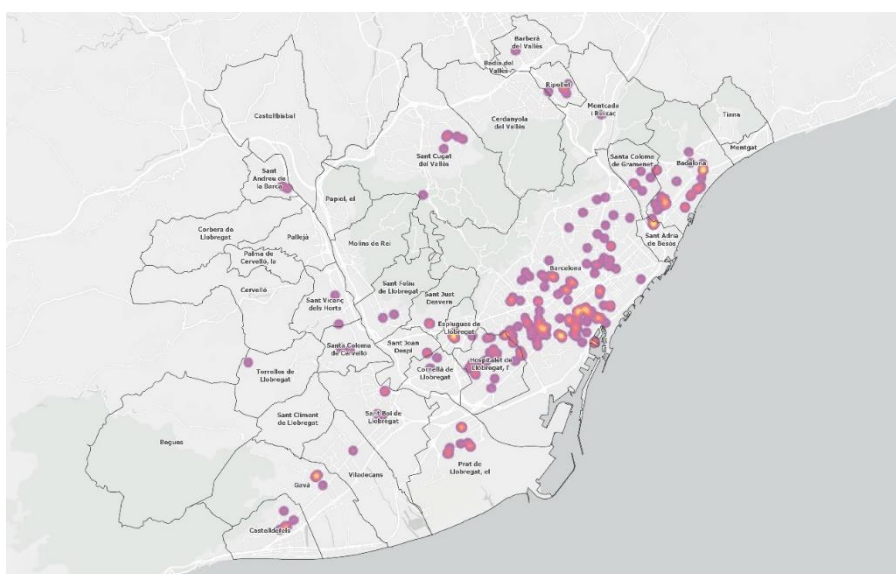 Barberà
del Vallès
Badia del
Vallès
Ripollet
Montcada
i Reixac
Tiana
Montgat
Castellbisbal
Cerdanyola
del Vallès
Sant Cugat
del Vallès
Santa Coloma
de Gramenet
Badalona
Sant
Andreu de
la Barca
Papiol, el
Corbera de
Llobregat
Pallejà
Molins de Rei
Sant Adrià
de Besòs
Palma de
Cervelló, la
Barcelona
Cervelló
Sant Feliu
de Llobregat
Sant Just
Desvern
Sant Vicenç
dels Horts
Esplugues de
Llobregat
Santa Coloma
de Cervelló
Sant Joan
Despí
Hospitalet de
Llobregat, l'
Torrelles de
Llobregat
Cornellà de
Llobregat
Sant Climent
de Llobregat
Sant Boi de
Llobregat
Begues
Viladecans
Prat de
Llobregat, el
Gavà
Castelldefels